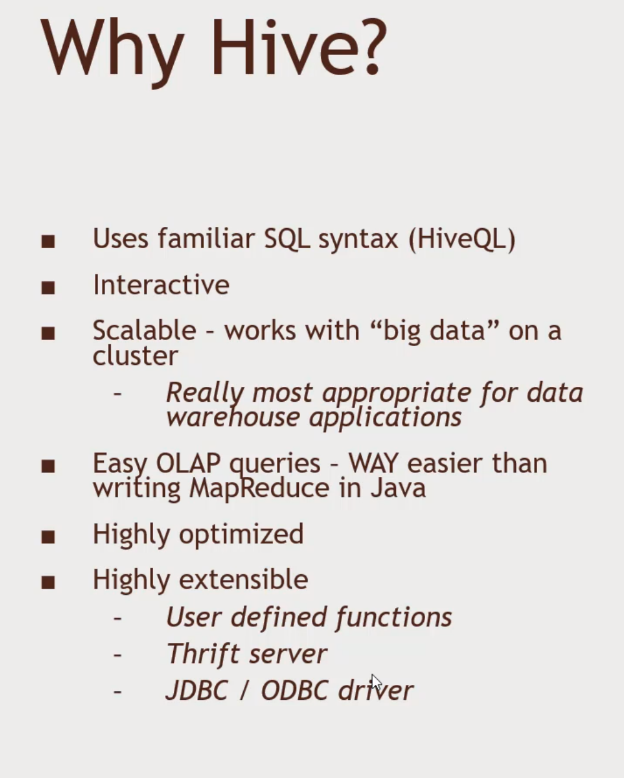 Why Hive?
■ Uses familiar SQL syntax (HiveQL)
■ Interactive
■ Scalable – works with “big data” on a
cluster
– Really most appropriate for data
warehouse applications
■ Easy OLAP queries – WAY easier than
writing MapReduce in Java
■ Highly optimized
■ Highly extensible
– User defined functions
– Thrift server
– JDBC / ODBC driver